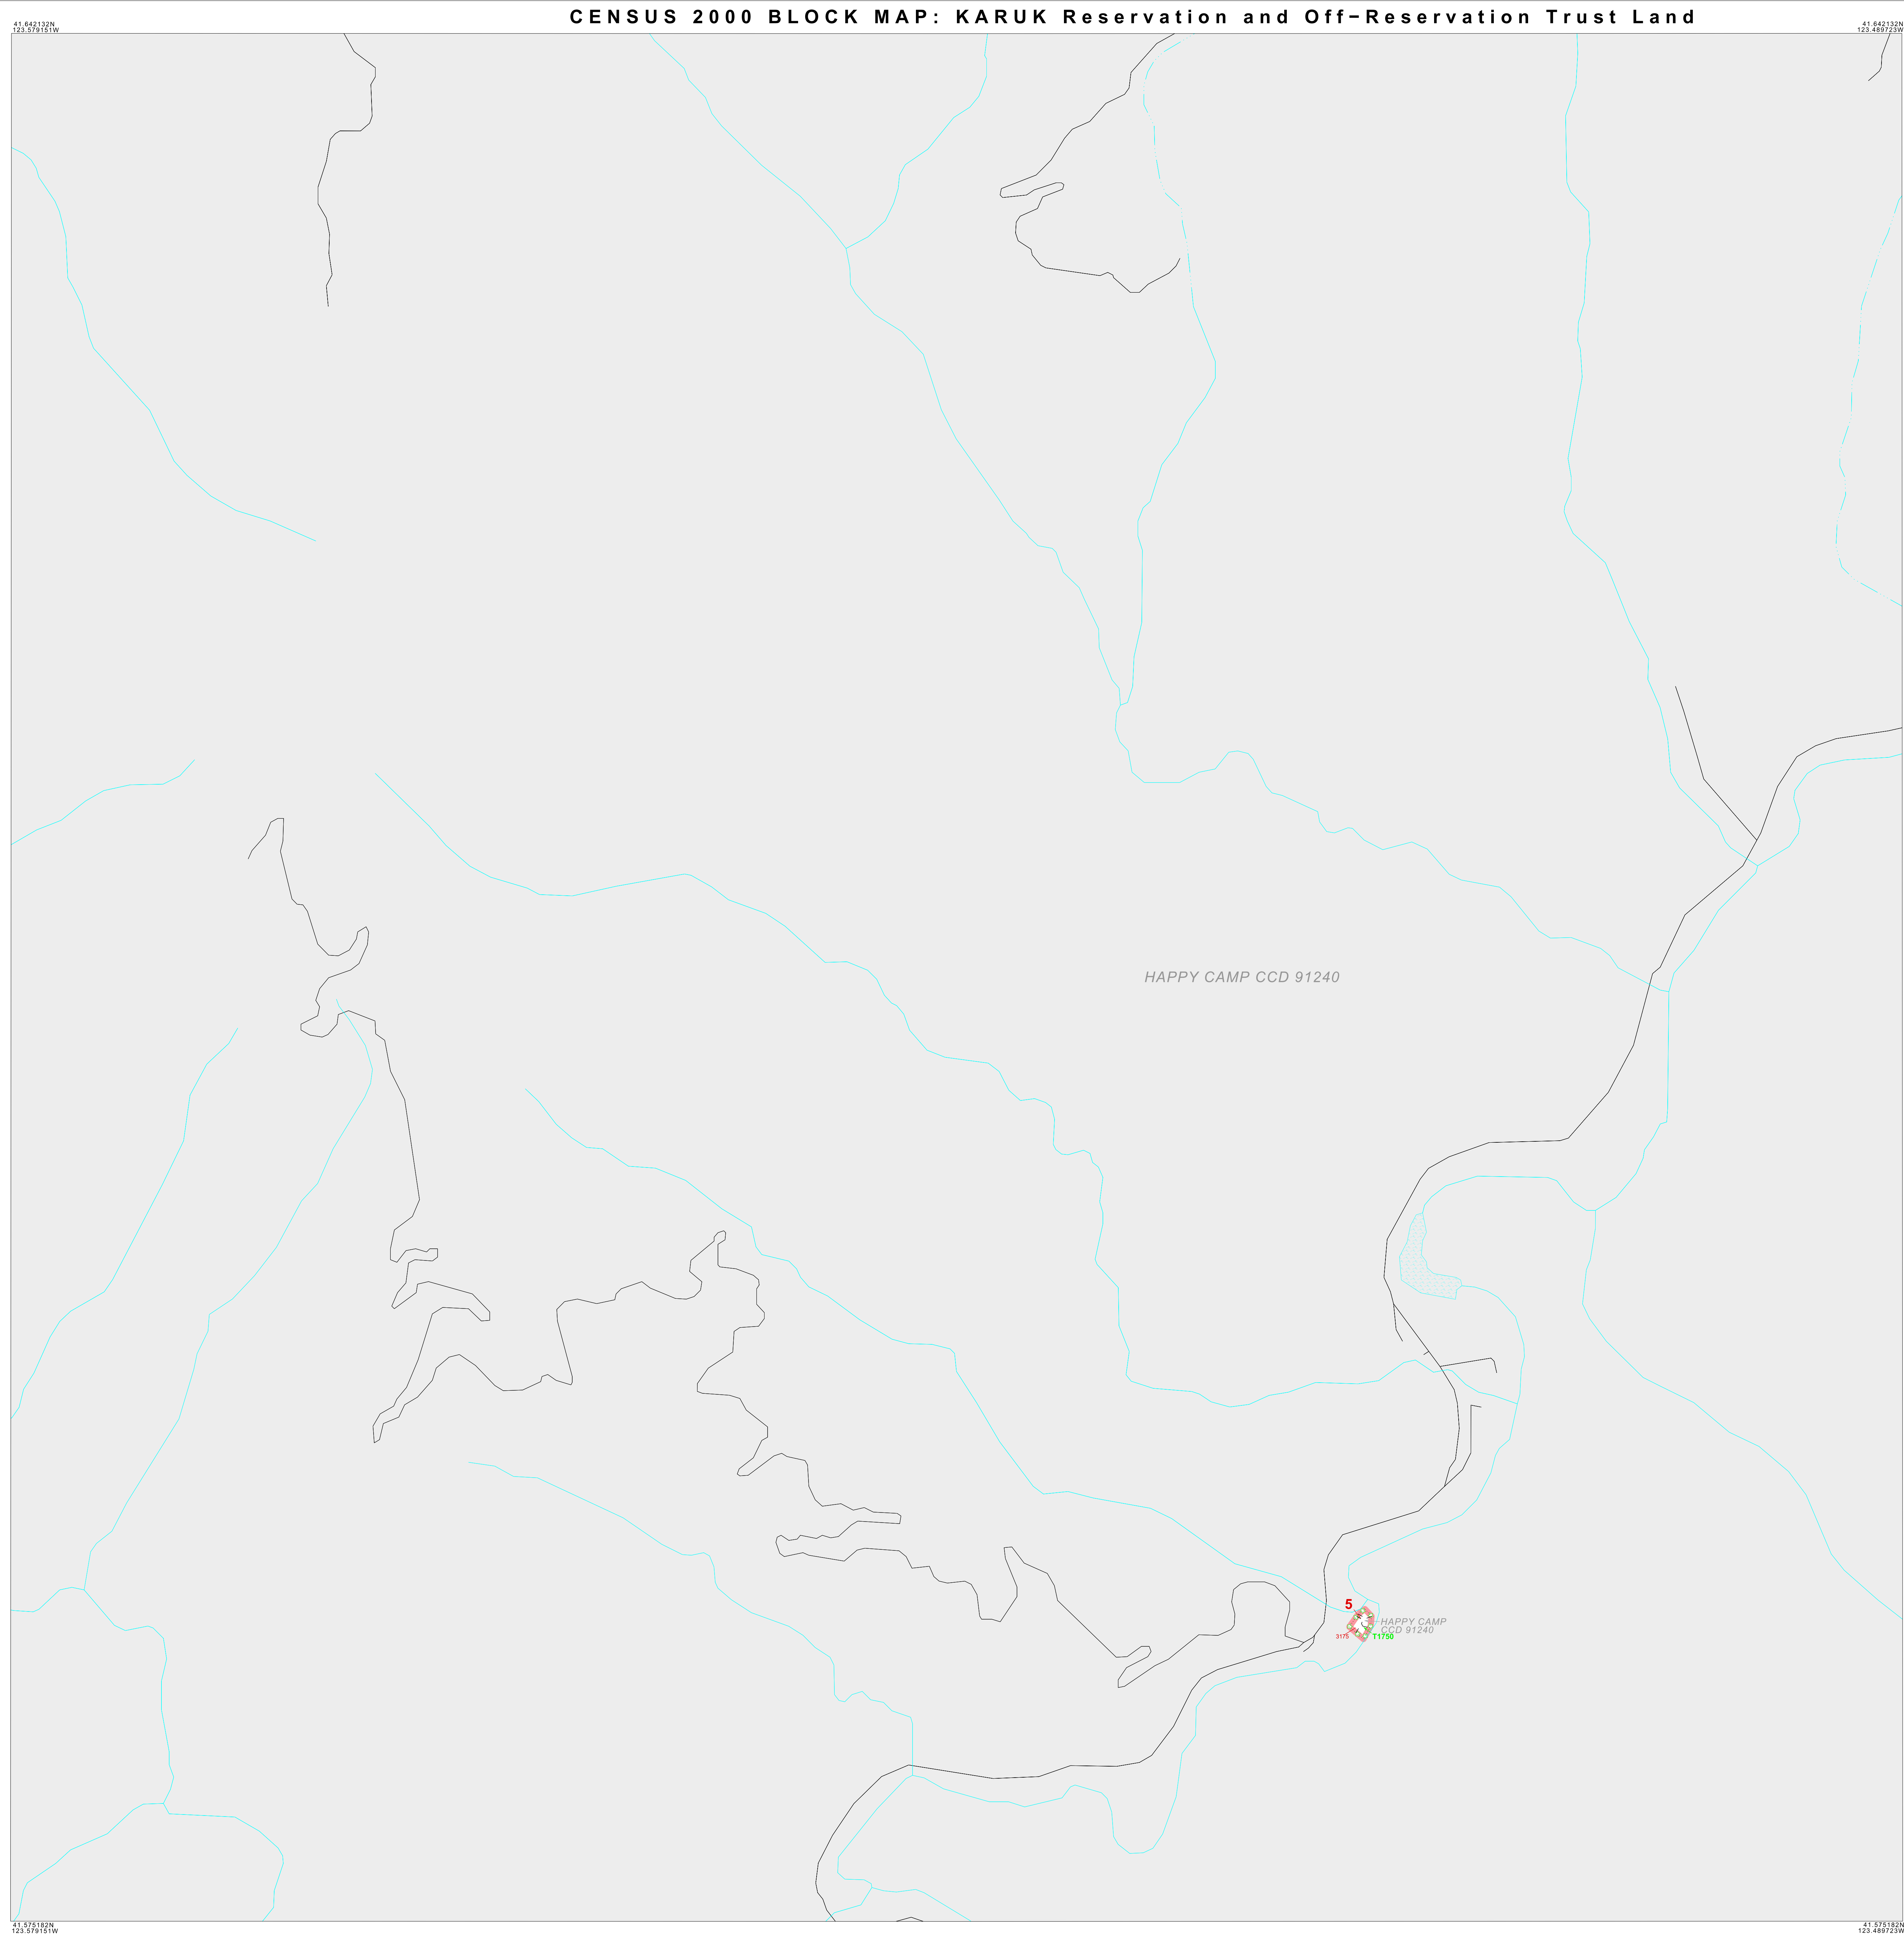 CENSUS 2000 BLOCK MAP: KARUK Reservation and Off−Reservation Trust Land
41.642132N
123.579151W
41.642132N
123.489723W
HAPPY CAMP CCD 91240
5
HAPPY CAMP
CCD 91240
3175
T1750
41.575182N
123.579151W
41.575182N
123.489723W